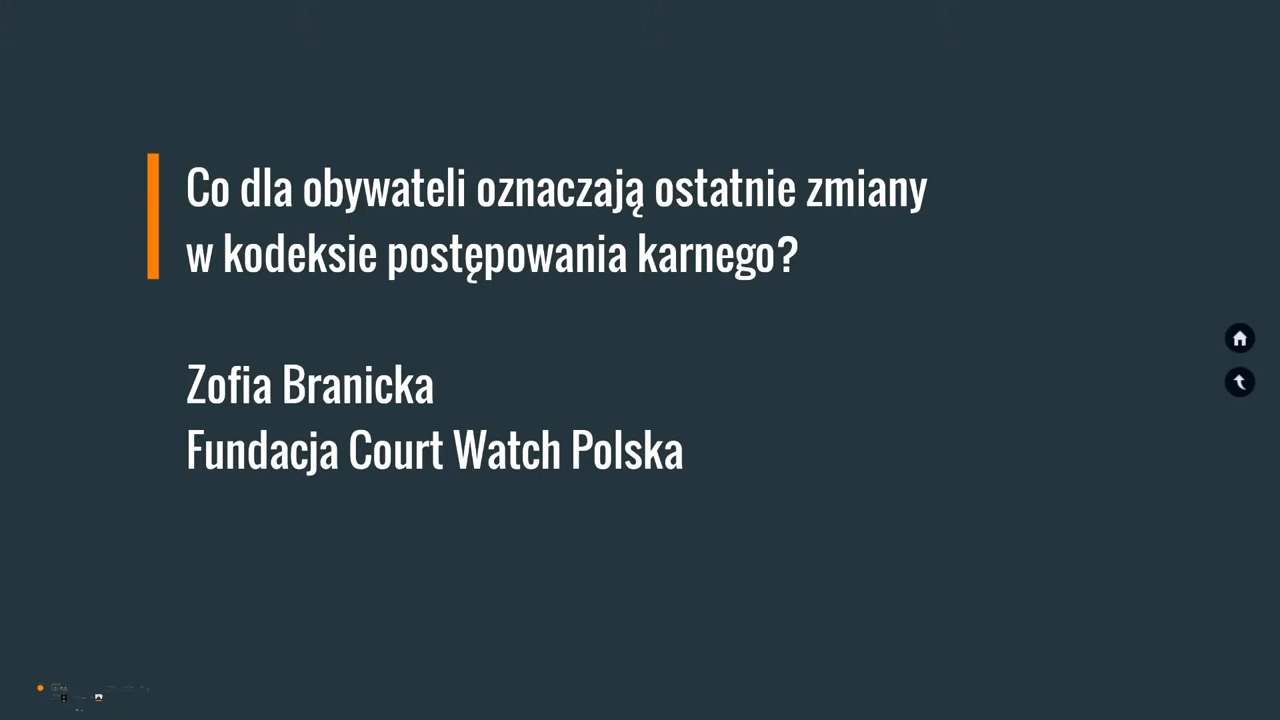 Co dla obywateli oznaczają ostatnie zmiany
w kodeksie postępowania karnego?
Zofia Branicka
Fundacja Court Watch Polska